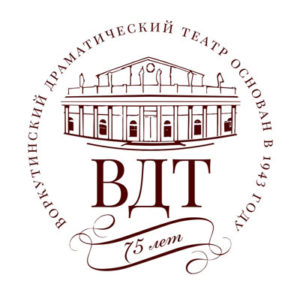 ВОРКУТИНСКИЙ ДРАМАТИЧЕСКИЙ ТЕАТР ОСНОВАН В 1943 ГОДУ
ВДТ
75 лет